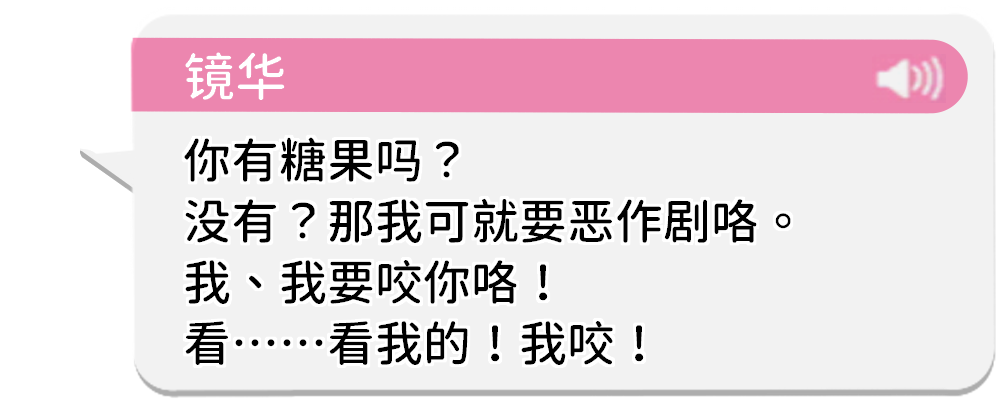 镜华
你有糖果吗？
没有？那我可就要恶作剧咯。
我、我要咬你咯！
看……看我的！我咬！